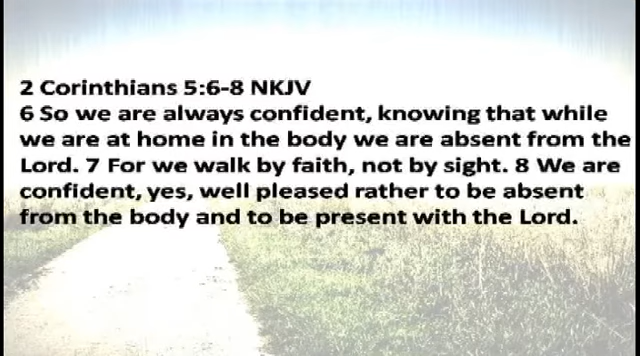 2 Corinthians 5:6-8 NKJV
6 So we are always confident, knowing that while
we are at home in the body we are absent from the
Lord. 7 For we walk by faith, not by sight. 8 We are
confident, yes, well pleased rather to be absent
from the body and to be present with the Lord.